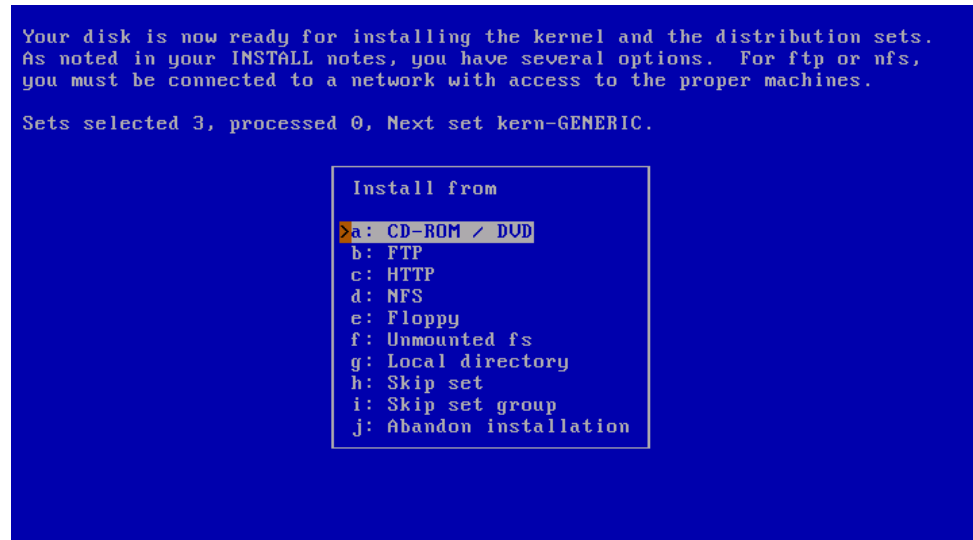 Your disk is now ready for installing the kernel and the distribution sets.
As noted in your INSTALL notes, you have several options.  For ftp or nfs,
you must be connected to a network with access to the proper machines.
Sets selected 3, processed 0, Next set kern-GENERIC.
Install from
>a: CD-ROM / DVD
b: FTP
c: HTTP
d: NFS
e: Floppy
f: Unmounted fs
g: Local directory
h: Skip set
i: Skip set group
j: Abandon installation